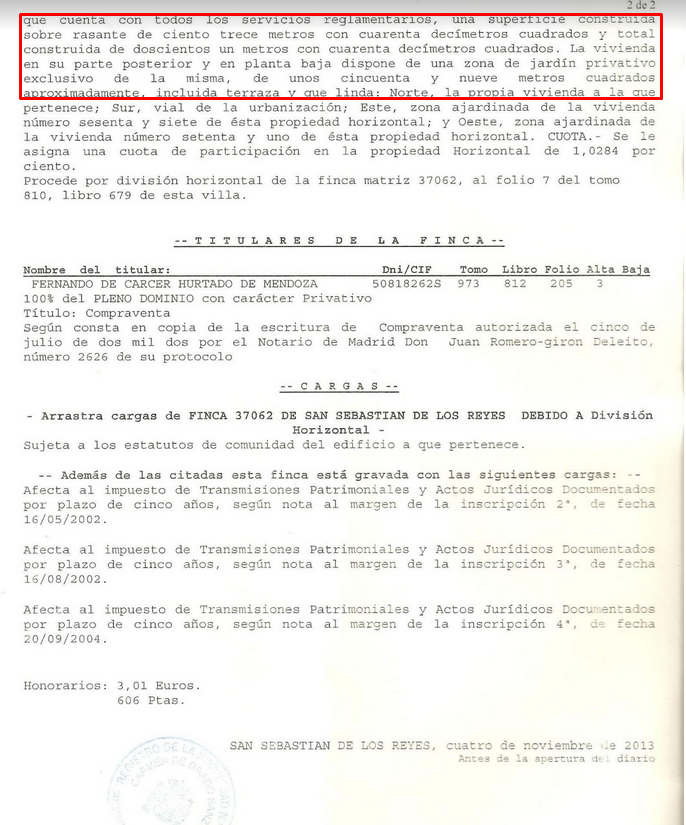 2 de 2
que cuenta con todos los servicios reglamentarios, una superficie construida
sobre rasante de ciento trece metros con cuarenta decímetros cuadrados y total
construida de doscientos un metros con cuarenta decímetros cuadrados. La vivienda
en su parte posterior y en planta baja dispone de una zona de jardín privativo
exclusivo de la misma, de unos cincuenta y nueve metros cuadrados
aproximadamente, incluida terraza y que linda: Norte, la propia vivienda a la que
pertenece; Sur, vial de la urbanización; Este, zona ajardinada de la vivienda
número sesenta y siete de ésta propiedad horizontal; y Oeste, zona ajardinada de
la vivienda número setenta y uno de ésta propiedad horizontal. CUOTA.- Se le
asigna una cuota de participación en la propiedad Horizontal de 1,0284 por
ciento.
Procede por división horizontal de la finca matriz 37062, al folio 7 del tomo
810, libro 679 de esta villa.
-- T I T U L A R E S  D E  L A  F I N C A --
Nombre del titular: Dni/CIF Tomo Libro Folio Alta Baja
FERNANDO DE CARCER HURTADO DE MENDOZA 50818262S 973 812 205 3
100% del PLENO DOMINIO con carácter Privativo
Título: Compraventa
Según consta en copia de la escritura de Compraventa autorizada el cinco de
julio de dos mil dos por el Notario de Madrid Don Juan Romero-giron Deleito,
número 2626 de su protocolo
-- C A R G A S --
- Arrastra cargas de FINCA 37062 DE SAN SEBASTIAN DE LOS REYES DEBIDO A División
Horizontal -
Sujeta a los estatutos de comunidad del edificio a que pertenece.
-- Además de las citadas esta finca está gravada con las siguientes cargas: --
Afecta al impuesto de Transmisiones Patrimoniales y Actos Jurídicos Documentados
por plazo de cinco años, según nota al margen de la inscripción 2ª, de fecha
16/05/2002.
Afecta al impuesto de Transmisiones Patrimoniales y Actos Jurídicos Documentados
por plazo de cinco años, según nota al margen de la inscripción 3ª, de fecha
16/08/2002.
Afecta al impuesto de Transmisiones Patrimoniales y Actos Jurídicos Documentados
por plazo de cinco años, según nota al margen de la inscripción 4ª, de fecha
20/09/2004.
Honorarios: 3,01 Euros.
606 Ptas.
SAN SEBASTIAN DE LOS REYES, cuatro de noviembre de 2013
Antes de la apertura del diario
REGISTRO DE LA